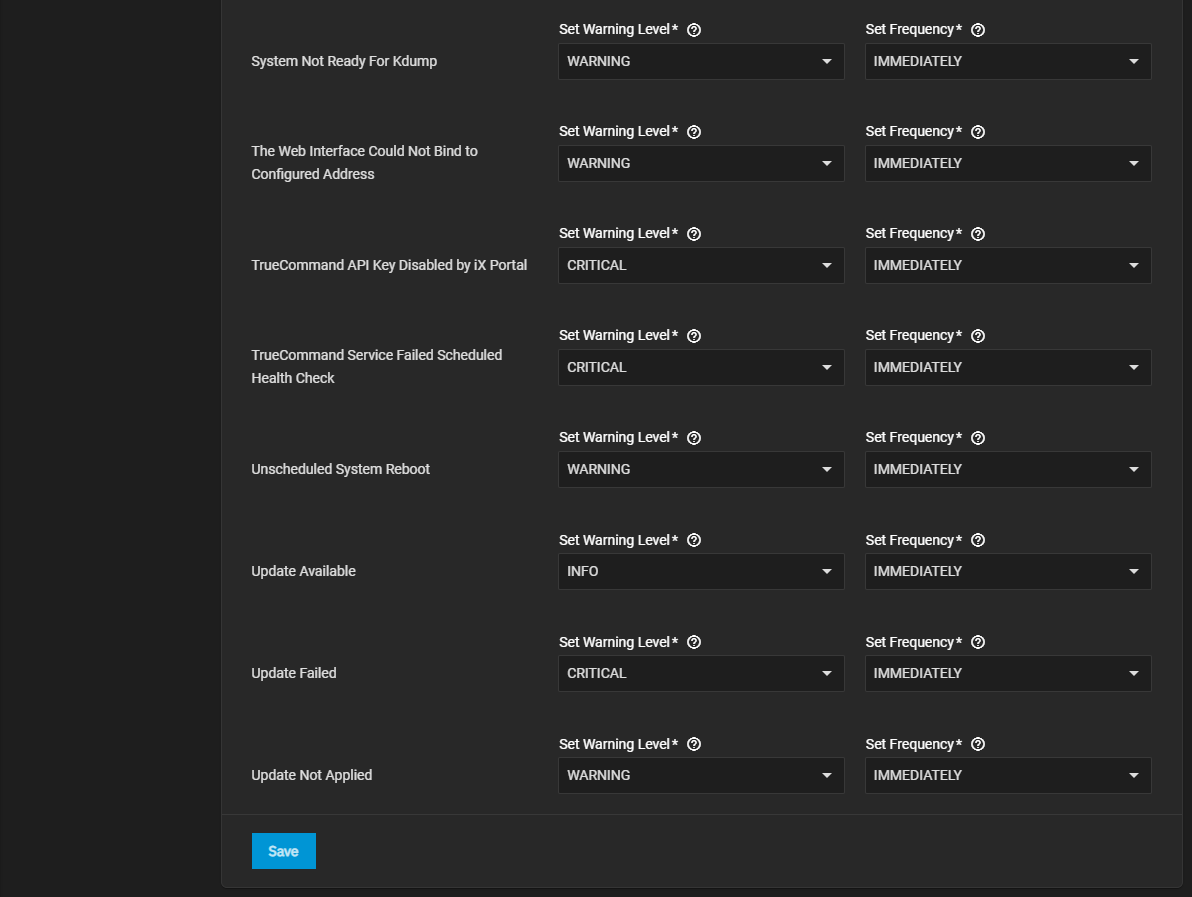 Set Warning Level* Set Frequency*
System Not Ready For Kdump WARNING IMMEDIATELY
Set Warning Level* Set Frequency*
The Web Interface Could Not Bind to
Configured Address WARNING IMMEDIATELY
Set Warning Level* Set Frequency*
TrueCommand API Key Disabled by iX Portal CRITICAL IMMEDIATELY
Set Warning Level* Set Frequency*
TrueCommand Service Failed Scheduled
Health Check CRITICAL IMMEDIATELY
Set Warning Level* Set Frequency*
Unscheduled System Reboot WARNING IMMEDIATELY
Set Warning Level* Set Frequency*
Update Available INFO IMMEDIATELY
Set Warning Level* Set Frequency*
Update Failed CRITICAL IMMEDIATELY
Set Warning Level* Set Frequency*
Update Not Applied WARNING IMMEDIATELY
Save